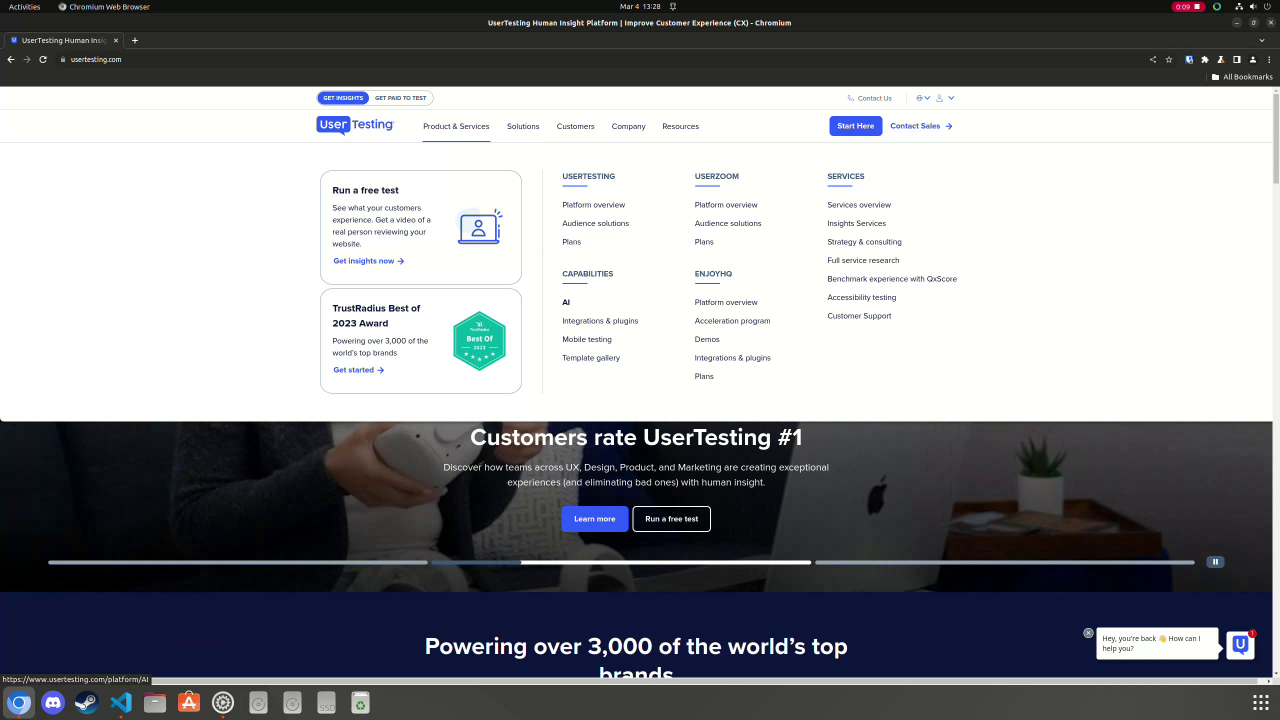 Activities
Chromium Web Browser
Mar 4 13:28
0:09
UserTesting Human Insight Platform | Improve Customer Experience (CX) - Chromium
UserTesting Human Insig
usertesting.com
All Bookmarks
GET INSIGHTS
GET PAID TO TEST
Contact Us
UserTesting
Product & Services
Solutions
Customers
Company
Resources
Start Here
Contact Sales
Run a free test
See what your customers
experience. Get a video of a
real person reviewing your
website.
Get insights now
TrustRadius Best of
2023 Award
Powering over 3,000 of the
world's top brands
Get started
TrustRadius
Best Of
2023
USERTESTING
Platform overview
Audience solutions
Plans
CAPABILITIES
AI
Integrations & plugins
Mobile testing
Template gallery
USERZOOM
Platform overview
Audience solutions
Plans
ENJOYHQ
Platform overview
Acceleration program
Demos
Integrations & plugins
Plans
SERVICES
Services overview
Insights Services
Strategy & consulting
Full service research
Benchmark experience with QxScore
Accessibility testing
Customer Support
Customers rate UserTesting #1
Discover how teams across UX, Design, Product, and Marketing are creating exceptional
experiences (and eliminating bad ones) with human insight.
Learn more
Run a free test
Powering over 3,000 of the world's top
brands
Hey, you're back 👋 How can I
help you?
U
1
https://www.usertesting.com/platform/AI
SSD